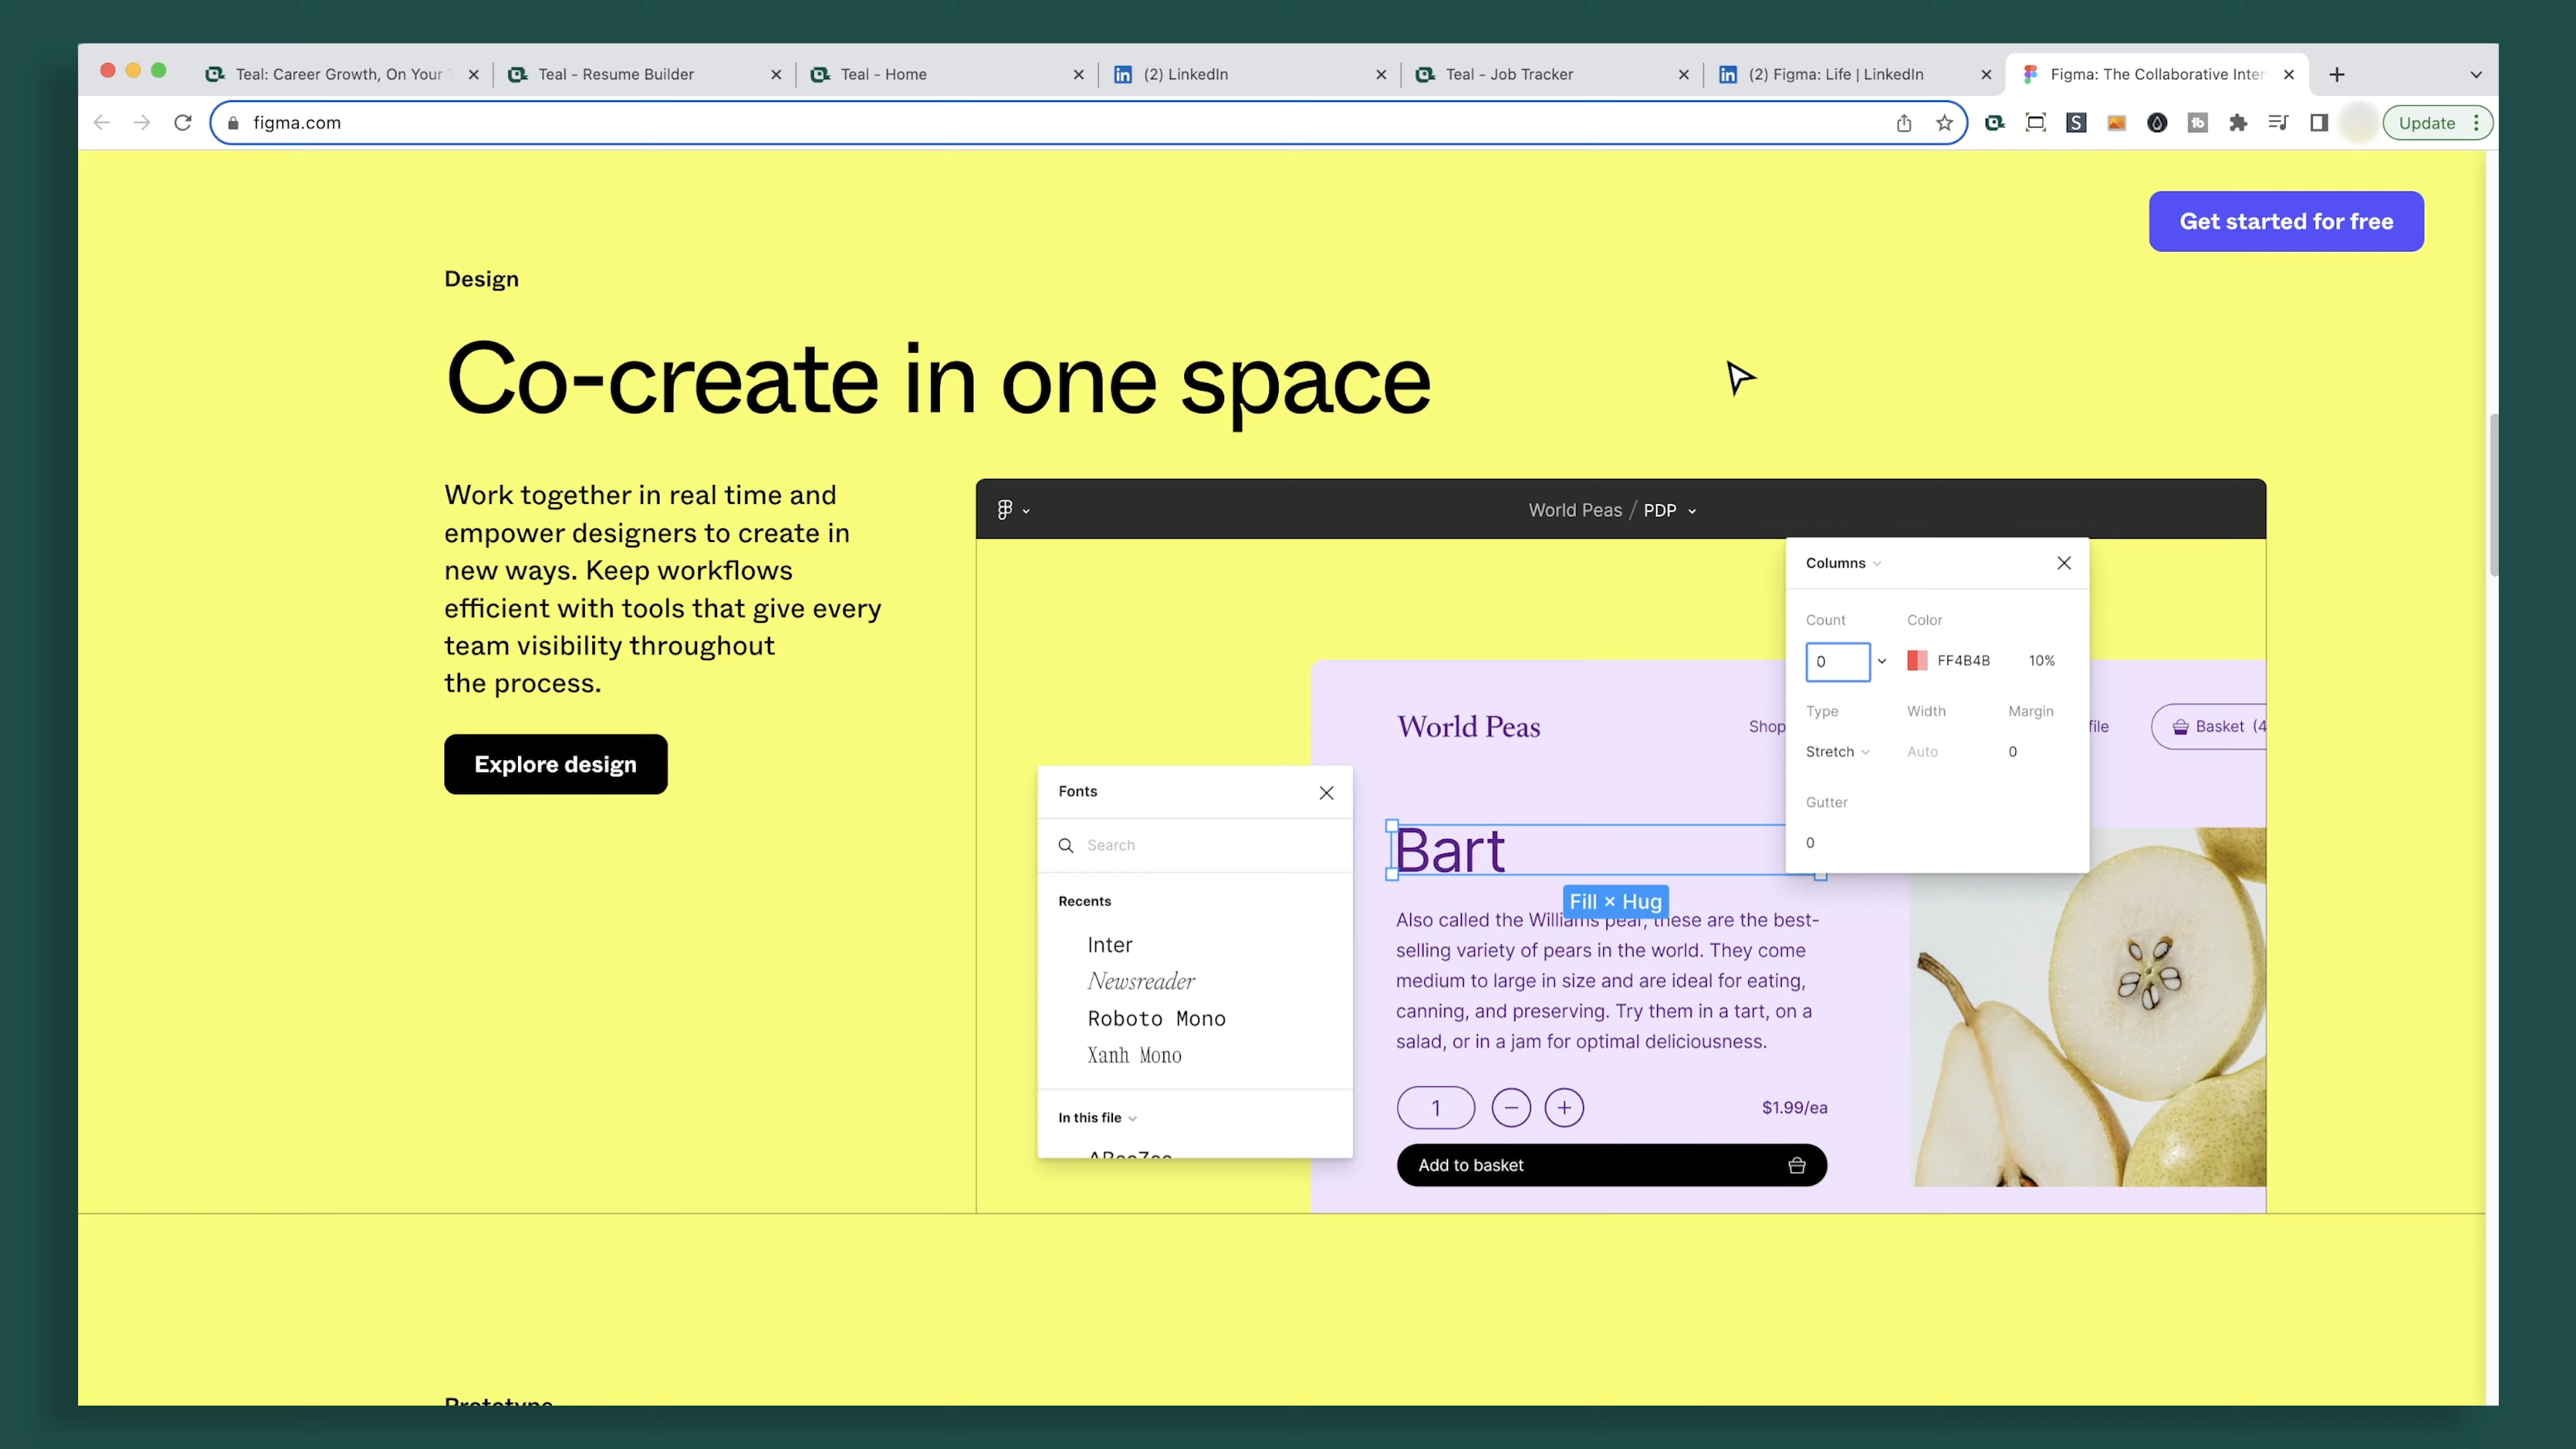 Teal: Career Growth, On Your
Teal - Resume Builder
Teal - Home
(2) LinkedIn
Teal - Job Tracker
(2) Figma: Life | LinkedIn
Figma: The Collaborative Inter
figma.com
Update
Get started for free
Design
Co-create in one space
Work together in real time and
empower designers to create in
new ways. Keep workflows
efficient with tools that give every
team visibility throughout
the process.
Explore design
World Peas / PDP
Columns
Count
Color
0
FF4B4B
10%
Type
Width
Margin
Stretch
Auto
0
Gutter
0
World Peas
Shop
file
Basket (4
Fonts
Search
Recents
Inter
Newsreader
Roboto Mono
Xanh Mono
In this file
ABeeZee
Bart
Fill × Hug
Also called the Williams pear, these are the best-
selling variety of pears in the world. They come
medium to large in size and are ideal for eating,
canning, and preserving. Try them in a tart, on a
salad, or in a jam for optimal deliciousness.
1
$1.99/ea
Add to basket
Prototype